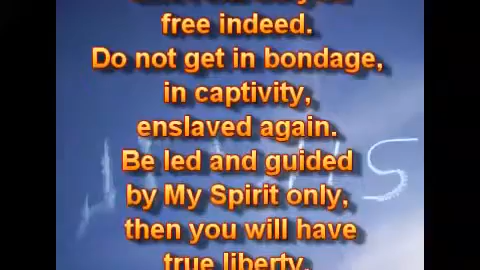 free indeed.
Do not get in bondage,
in captivity,
enslaved again.
Be led and guided
by My Spirit only,
then you will have
true liberty.